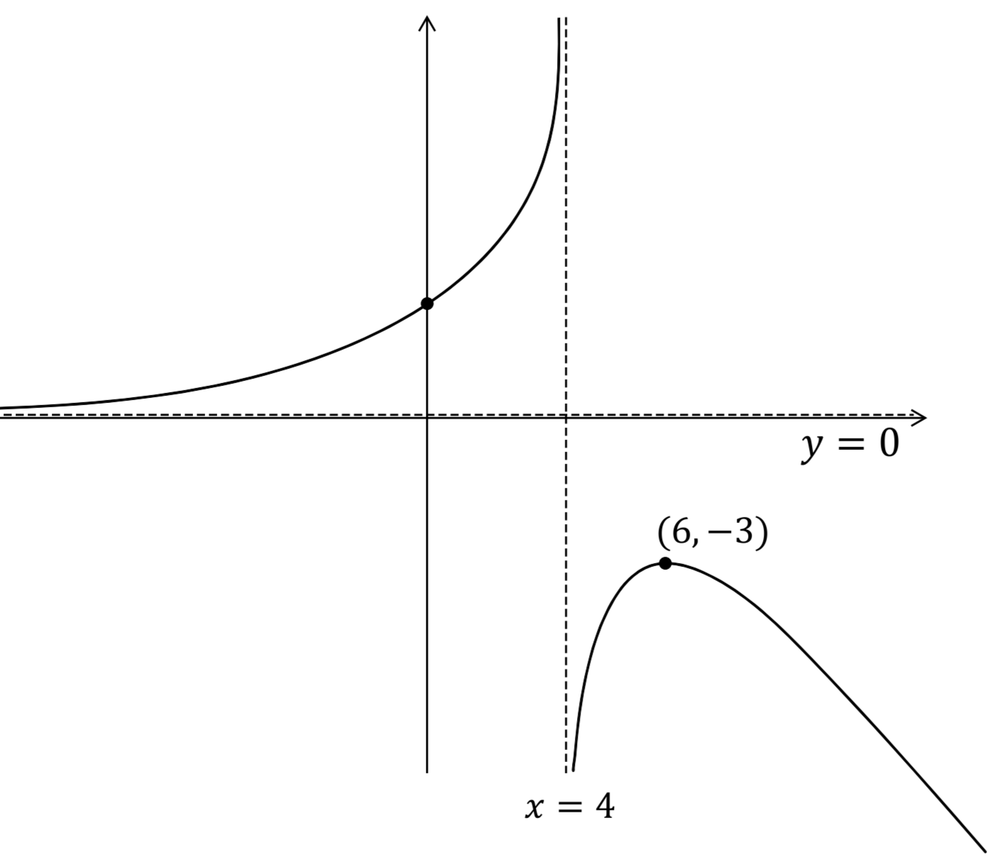 y = 0
(6, −3)
x = 4